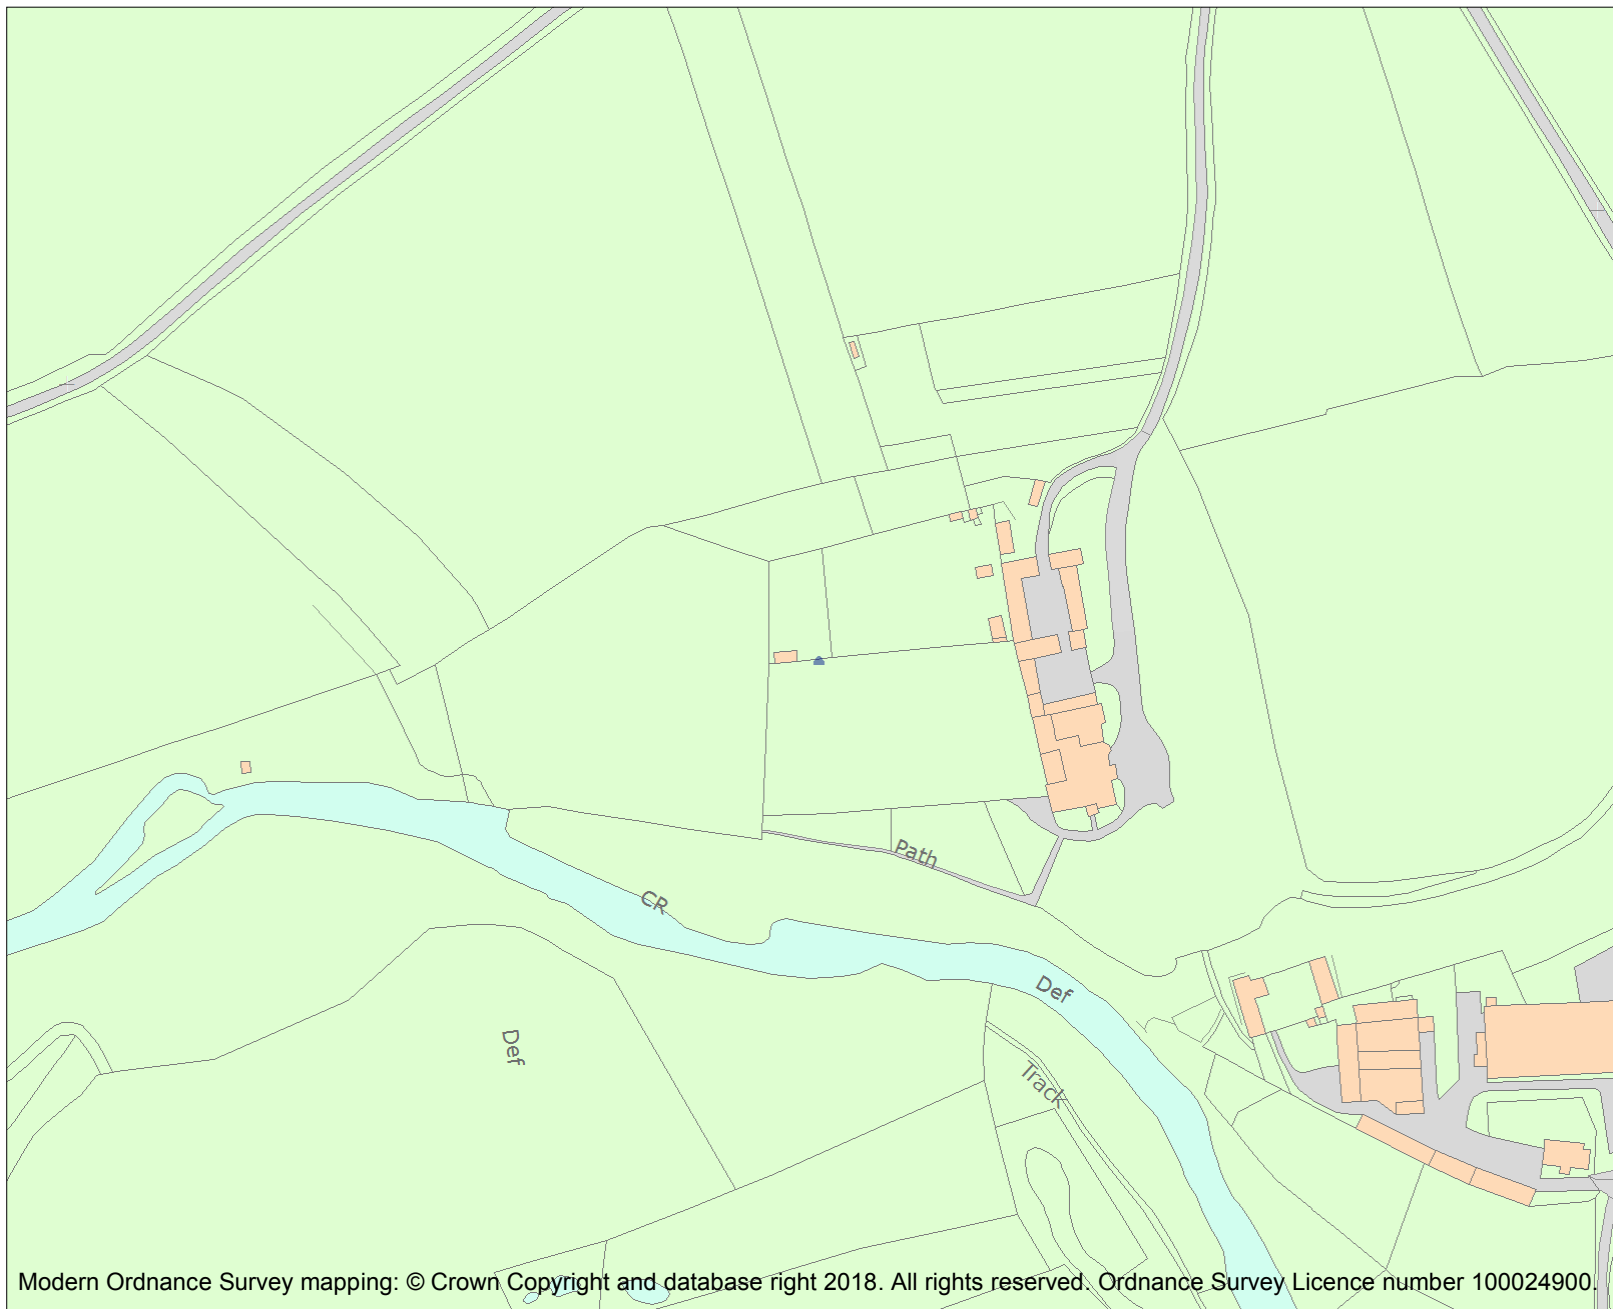 Path
CR
Def
Def
Track
Modern Ordnance Survey mapping: © Crown Copyright and database right 2018. All rights reserved. Ordnance Survey Licence number 100024900.